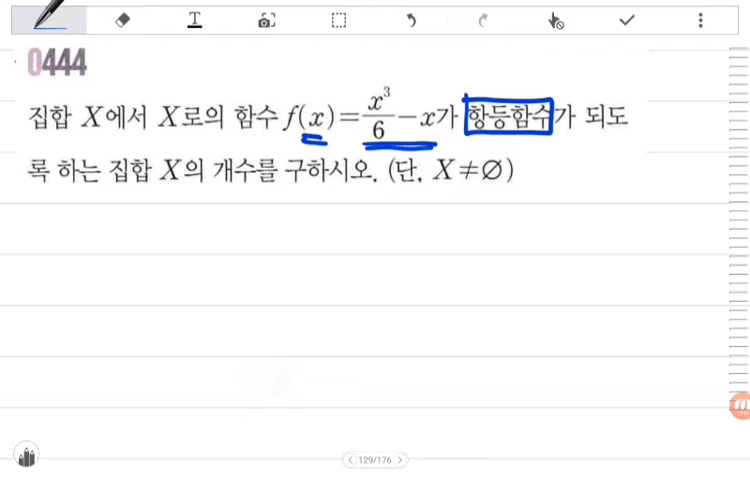 T
0444
집합 X에서 X로의 함수 f(x)=x³/6−x가 항등함수가 되도
록 하는 집합 X의 개수를 구하시오. (단, X≠∅)
129/176